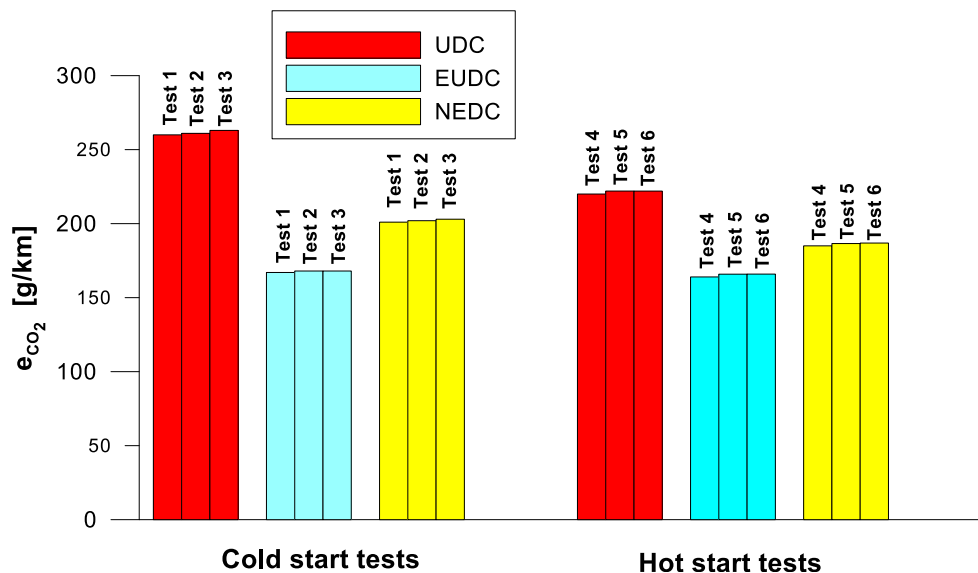 UDC
EUDC
NEDC
300
250
200
150
100
50
0
e_CO₂ [g/km]
Test 1
Test 2
Test 3
Test 1
Test 2
Test 3
Test 1
Test 2
Test 3
Test 4
Test 5
Test 6
Test 4
Test 5
Test 6
Test 4
Test 5
Test 6
Cold start tests
Hot start tests